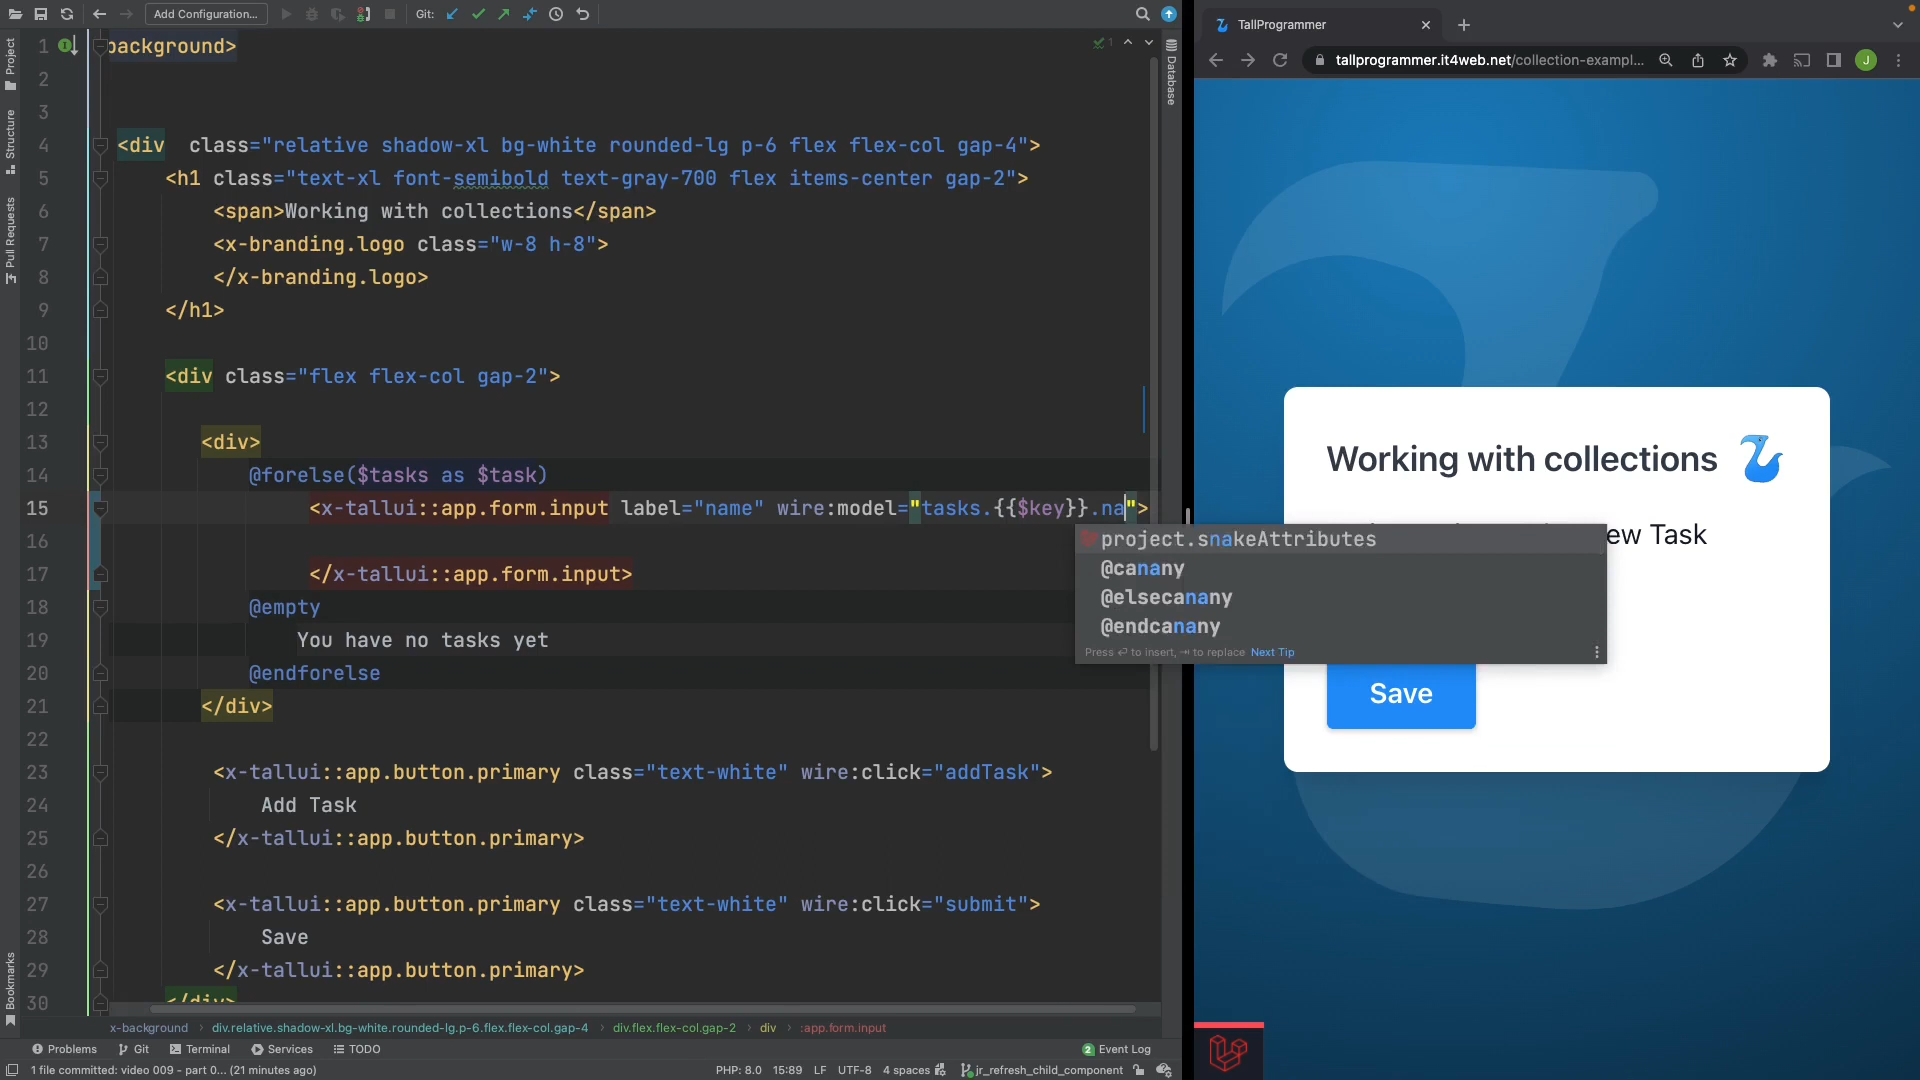 Add Configuration...
Git:
TallProgrammer
tallprogrammer.it4web.net/collection-exampl...
J
Project
Structure
Pull Requests
Bookmarks
Database
1
1 background>
2
3
4 <div  class="relative shadow-xl bg-white rounded-lg p-6 flex flex-col gap-4">
5 <h1 class="text-xl font-semibold text-gray-700 flex items-center gap-2">
6 <span>Working with collections</span>
7 <x-branding.logo class="w-8 h-8">
8 </x-branding.logo>
9 </h1>
10
11 <div class="flex flex-col gap-2">
12
13 <div>
14 @forelse($tasks as $task)
15 <x-tallui::app.form.input label="name" wire:model="tasks.{{$key}}.na">
16
17 </x-tallui::app.form.input>
18 @empty
19 You have no tasks yet
20 @endforelse
21 </div>
22
23 <x-tallui::app.button.primary class="text-white" wire:click="addTask">
24 Add Task
25 </x-tallui::app.button.primary>
26
27 <x-tallui::app.button.primary class="text-white" wire:click="submit">
28 Save
29 </x-tallui::app.button.primary>
30 </div>
project.snakeAttributes
@canany
@elsecanany
@endcanany
Press ⏎ to insert, ⇥ to replace Next Tip
Working with collections
ew Task
Save
x-background › div.relative.shadow-xl.bg-white.rounded-lg.p-6.flex.flex-col.gap-4 › div.flex.flex-col.gap-2 › div › :app.form.input
Problems Git Terminal Services TODO 2 Event Log
1 file committed: video 009 - part 0... (21 minutes ago) PHP: 8.0 15:89 LF UTF-8 4 spaces jr_refresh_child_component